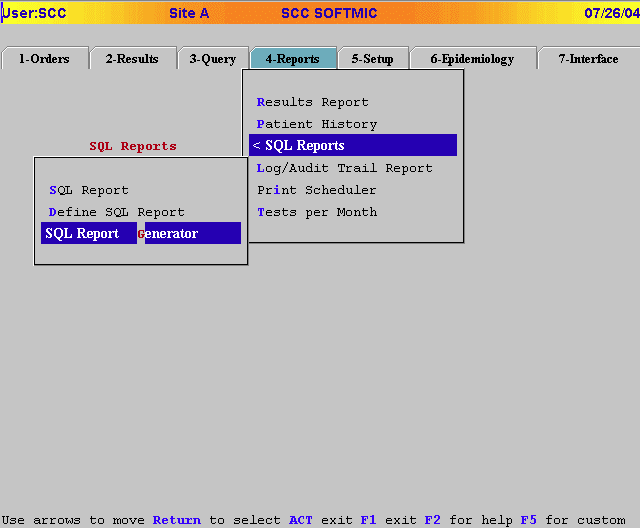 User:SCC Site A SCC SOFTMIC 07/26/04
1-Orders 2-Results 3-Query 4-Reports 5-Setup 6-Epidemiology 7-Interface
Results Report
Patient History
< SQL Reports
Log/Audit Trail Report
Print Scheduler
Tests per Month
SQL Reports
SQL Report
Define SQL Report
SQL Report Generator
Use arrows to move Return to select ACT exit F1 exit F2 for help F5 for custom